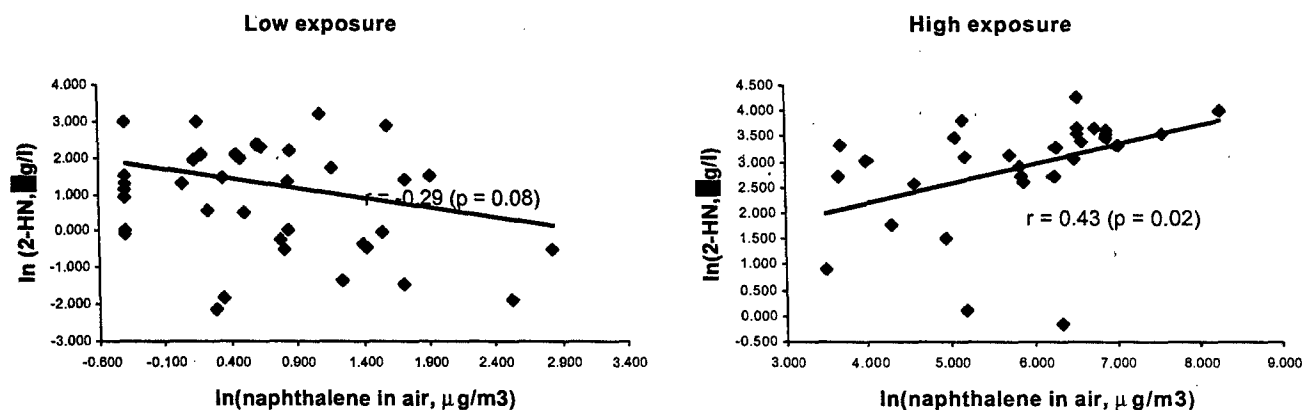 Low exposure
4.000
3.000
2.000
1.000
0.000
-1.000
-2.000
-3.000
-0.600 -0.100 0.400 0.900 1.400 1.900 2.400 2.900 3.400
ln (2-HN, g/l)
r = -0.29 (p = 0.08)
ln(naphthalene in air, μg/m3)
High exposure
4.500
4.000
3.500
3.000
2.500
2.000
1.500
1.000
0.500
0.000
-0.500
3.000 4.000 5.000 6.000 7.000 8.000 9.000
ln(2-HN, g/l)
r = 0.43 (p = 0.02)
ln(naphthalene in air, μg/m3)